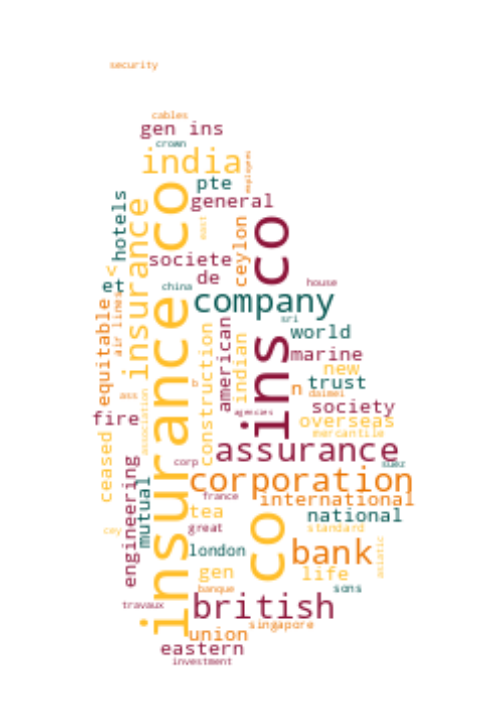 security
cables
gen ins
crown
india
employees
pte
hotels
general
insurance co
insurance
east
ceylon
ins co
societe
de
<
et
china
house
company
equitable
air lines
sri
world
american
indian
construction
marine
new
trust
n
daimei
br
ass
association
agencies
society
fire
overseas
mercantile
assurance
ceased
engineering
mutual
corp
suez
corporation
france
international
tea
national
co
great
standard
cey
london
bank
asiatic
gen
life
banque
sons
travaux
british
singapore
union
eastern
investment